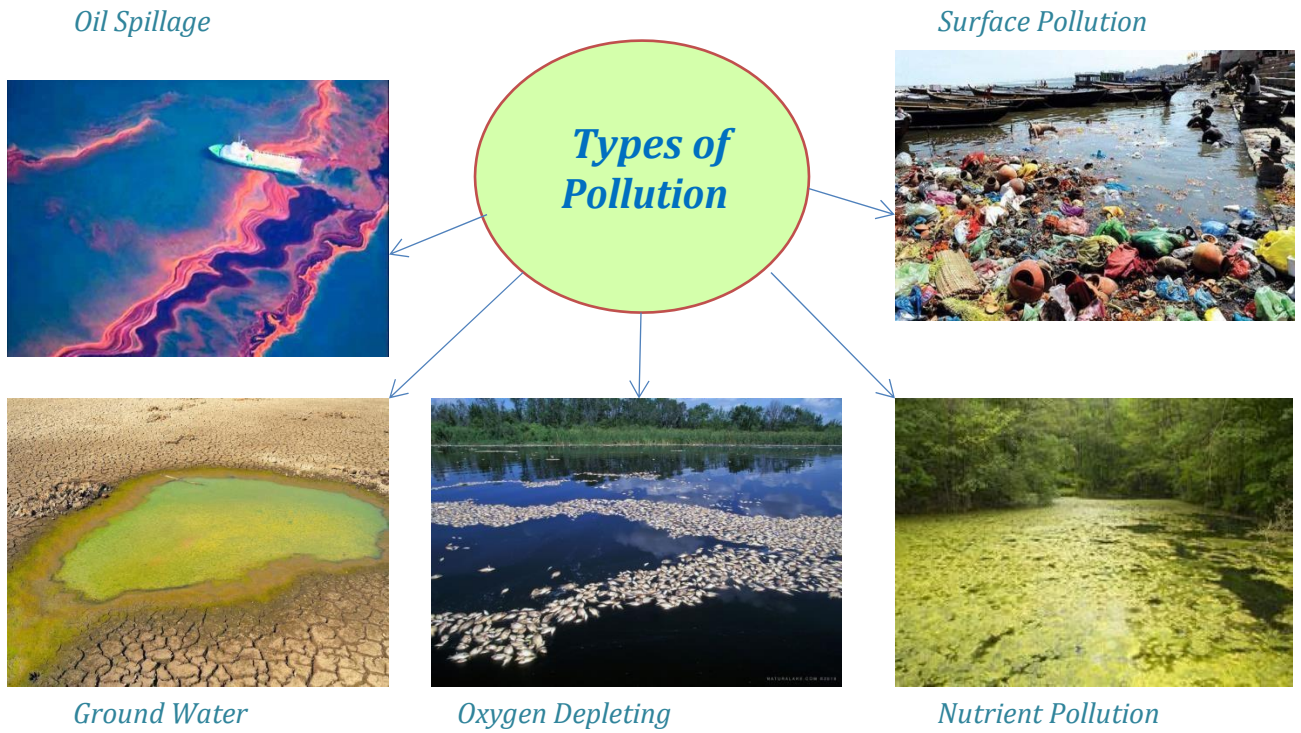 Oil Spillage
Surface Pollution
Types of
Pollution
Ground Water
Oxygen Depleting
Nutrient Pollution